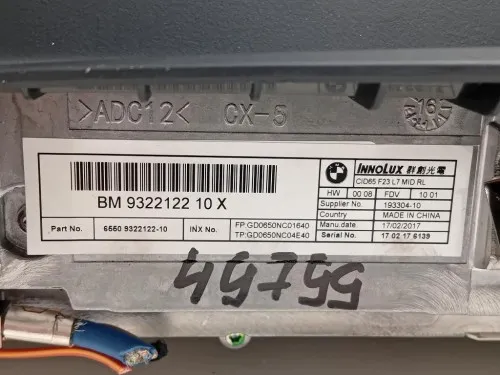 >ADC12< CX-5
16
BM 9322122 10 X
INNOLUX 群創光電
CID65 F23 L7 MID RL
HW 00 08 FDV 10 01
Supplier No. 193304-10
Country MADE IN CHINA
Manu.date 17/02/2017
Serial No. 17 02 17 6139
Part No. 6550 9322122-10 INX No. FP:GD0650NC01640
TP:GD0650NC04E40
55754